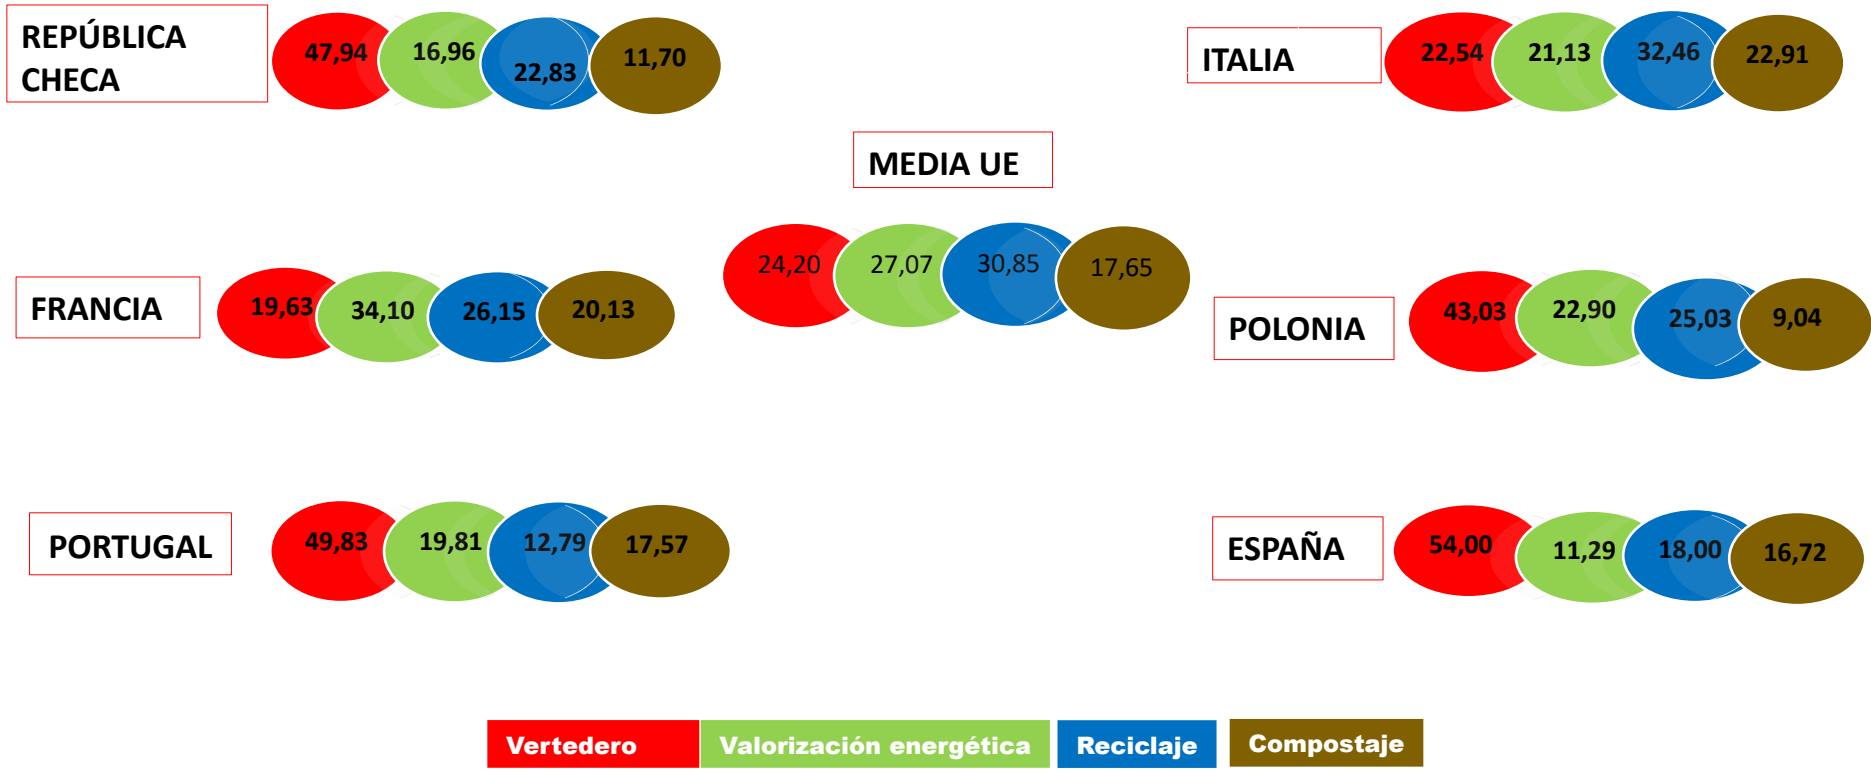 REPÚBLICA
CHECA
47,94
16,96
22,83
11,70
ITALIA
22,54
21,13
32,46
22,91
MEDIA UE
24,20
27,07
30,85
17,65
FRANCIA
19,63
34,10
26,15
20,13
POLONIA
43,03
22,90
25,03
9,04
PORTUGAL
49,83
19,81
12,79
17,57
ESPAÑA
54,00
11,29
18,00
16,72
Vertedero
Valorización energética
Reciclaje
Compostaje